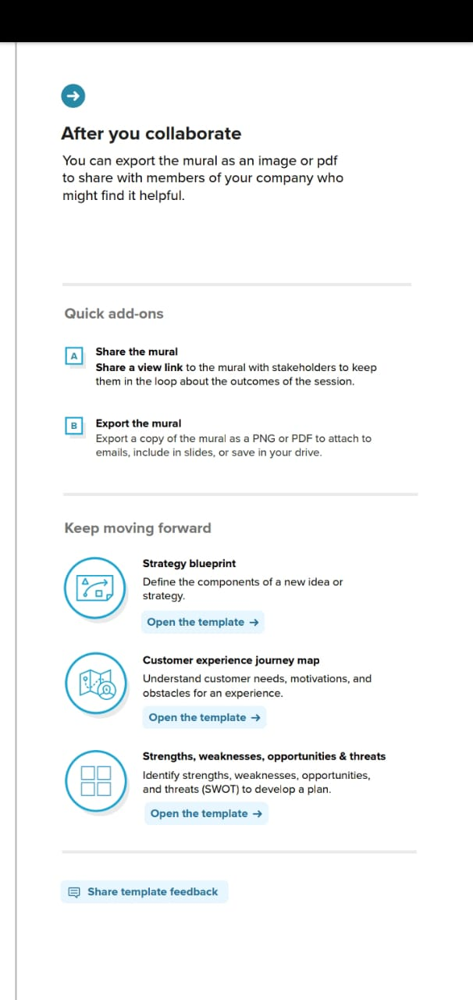 After you collaborate
You can export the mural as an image or pdf
to share with members of your company who
might find it helpful.
Quick add-ons
A
Share the mural
Share a view link to the mural with stakeholders to keep
them in the loop about the outcomes of the session.
B
Export the mural
Export a copy of the mural as a PNG or PDF to attach to
emails, include in slides, or save in your drive.
Keep moving forward
Strategy blueprint
Define the components of a new idea or
strategy.
Open the template →
Customer experience journey map
Understand customer needs, motivations, and
obstacles for an experience.
Open the template →
Strengths, weaknesses, opportunities & threats
Identify strengths, weaknesses, opportunities,
and threats (SWOT) to develop a plan.
Open the template →
Share template feedback